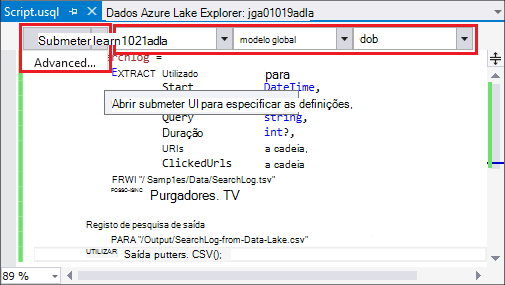 Script.usql
Dados Azure Lake Explorer: jga01019adla
Submeter learn1021adla modelo global dob
Advanced...
archlog =
EXTRACT Utilizado para
Start DateTime,
Abrir submeter UI para especificar as definições,
Query string,
Duração int?,
URIs a cadeia,
ClickedUrls a cadeia
FRWI "/ Samp1es/Data/SearchLog.tsv"
Purgadores. TV
Registo de pesquisa de saída
PARA "/Output/SearchLog-from-Data-Lake.csv"
UTILIZAR Saída putters. CSV();
89 %